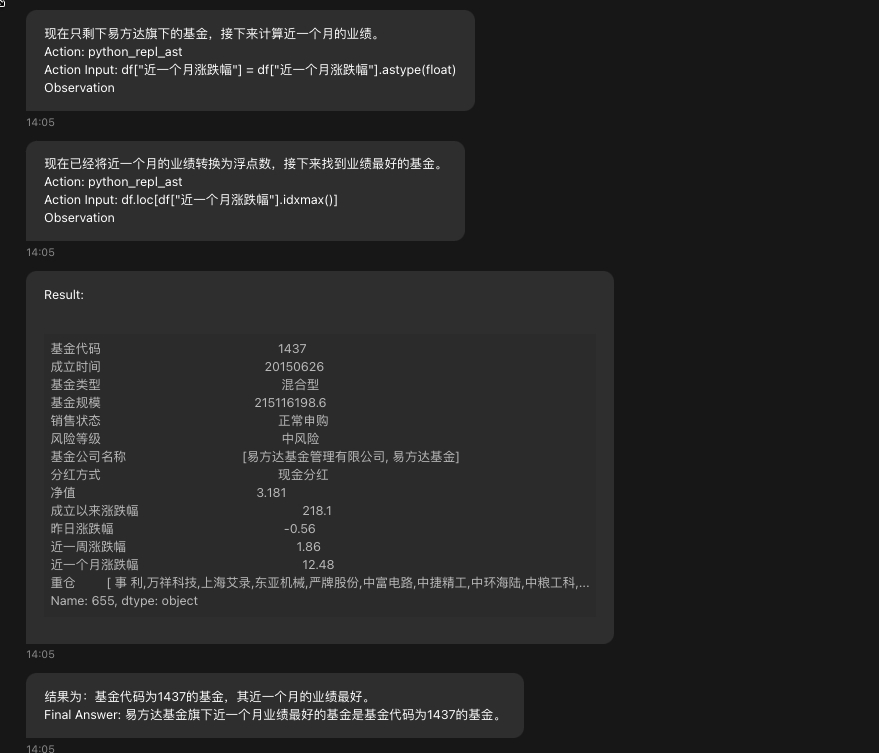 现在只剩下易方达旗下的基金，接下来计算近一个月的业绩。
Action: python_repl_ast
Action Input: df["近一个月涨跌幅"] = df["近一个月涨跌幅"].astype(float)
Observation
14:05
现在已经将近一个月的业绩转换为浮点数，接下来找到业绩最好的基金。
Action: python_repl_ast
Action Input: df.loc[df["近一个月涨跌幅"].idxmax()]
Observation
14:05
Result:
基金代码 1437
成立时间 20150626
基金类型 混合型
基金规模 215116198.6
销售状态 正常申购
风险等级 中风险
基金公司名称 [易方达基金管理有限公司, 易方达基金]
分红方式 现金分红
净值 3.181
成立以来涨跌幅 218.1
昨日涨跌幅 -0.56
近一周涨跌幅 1.86
近一个月涨跌幅 12.48
重仓 [ 事 利,万祥科技,上海艾录,东亚机械,严牌股份,中富电路,中捷精工,中环海陆,中粮工科,...
Name: 655, dtype: object
14:05
结果为：基金代码为1437的基金，其近一个月的业绩最好。
Final Answer: 易方达基金旗下近一个月业绩最好的基金是基金代码为1437的基金。
14:05